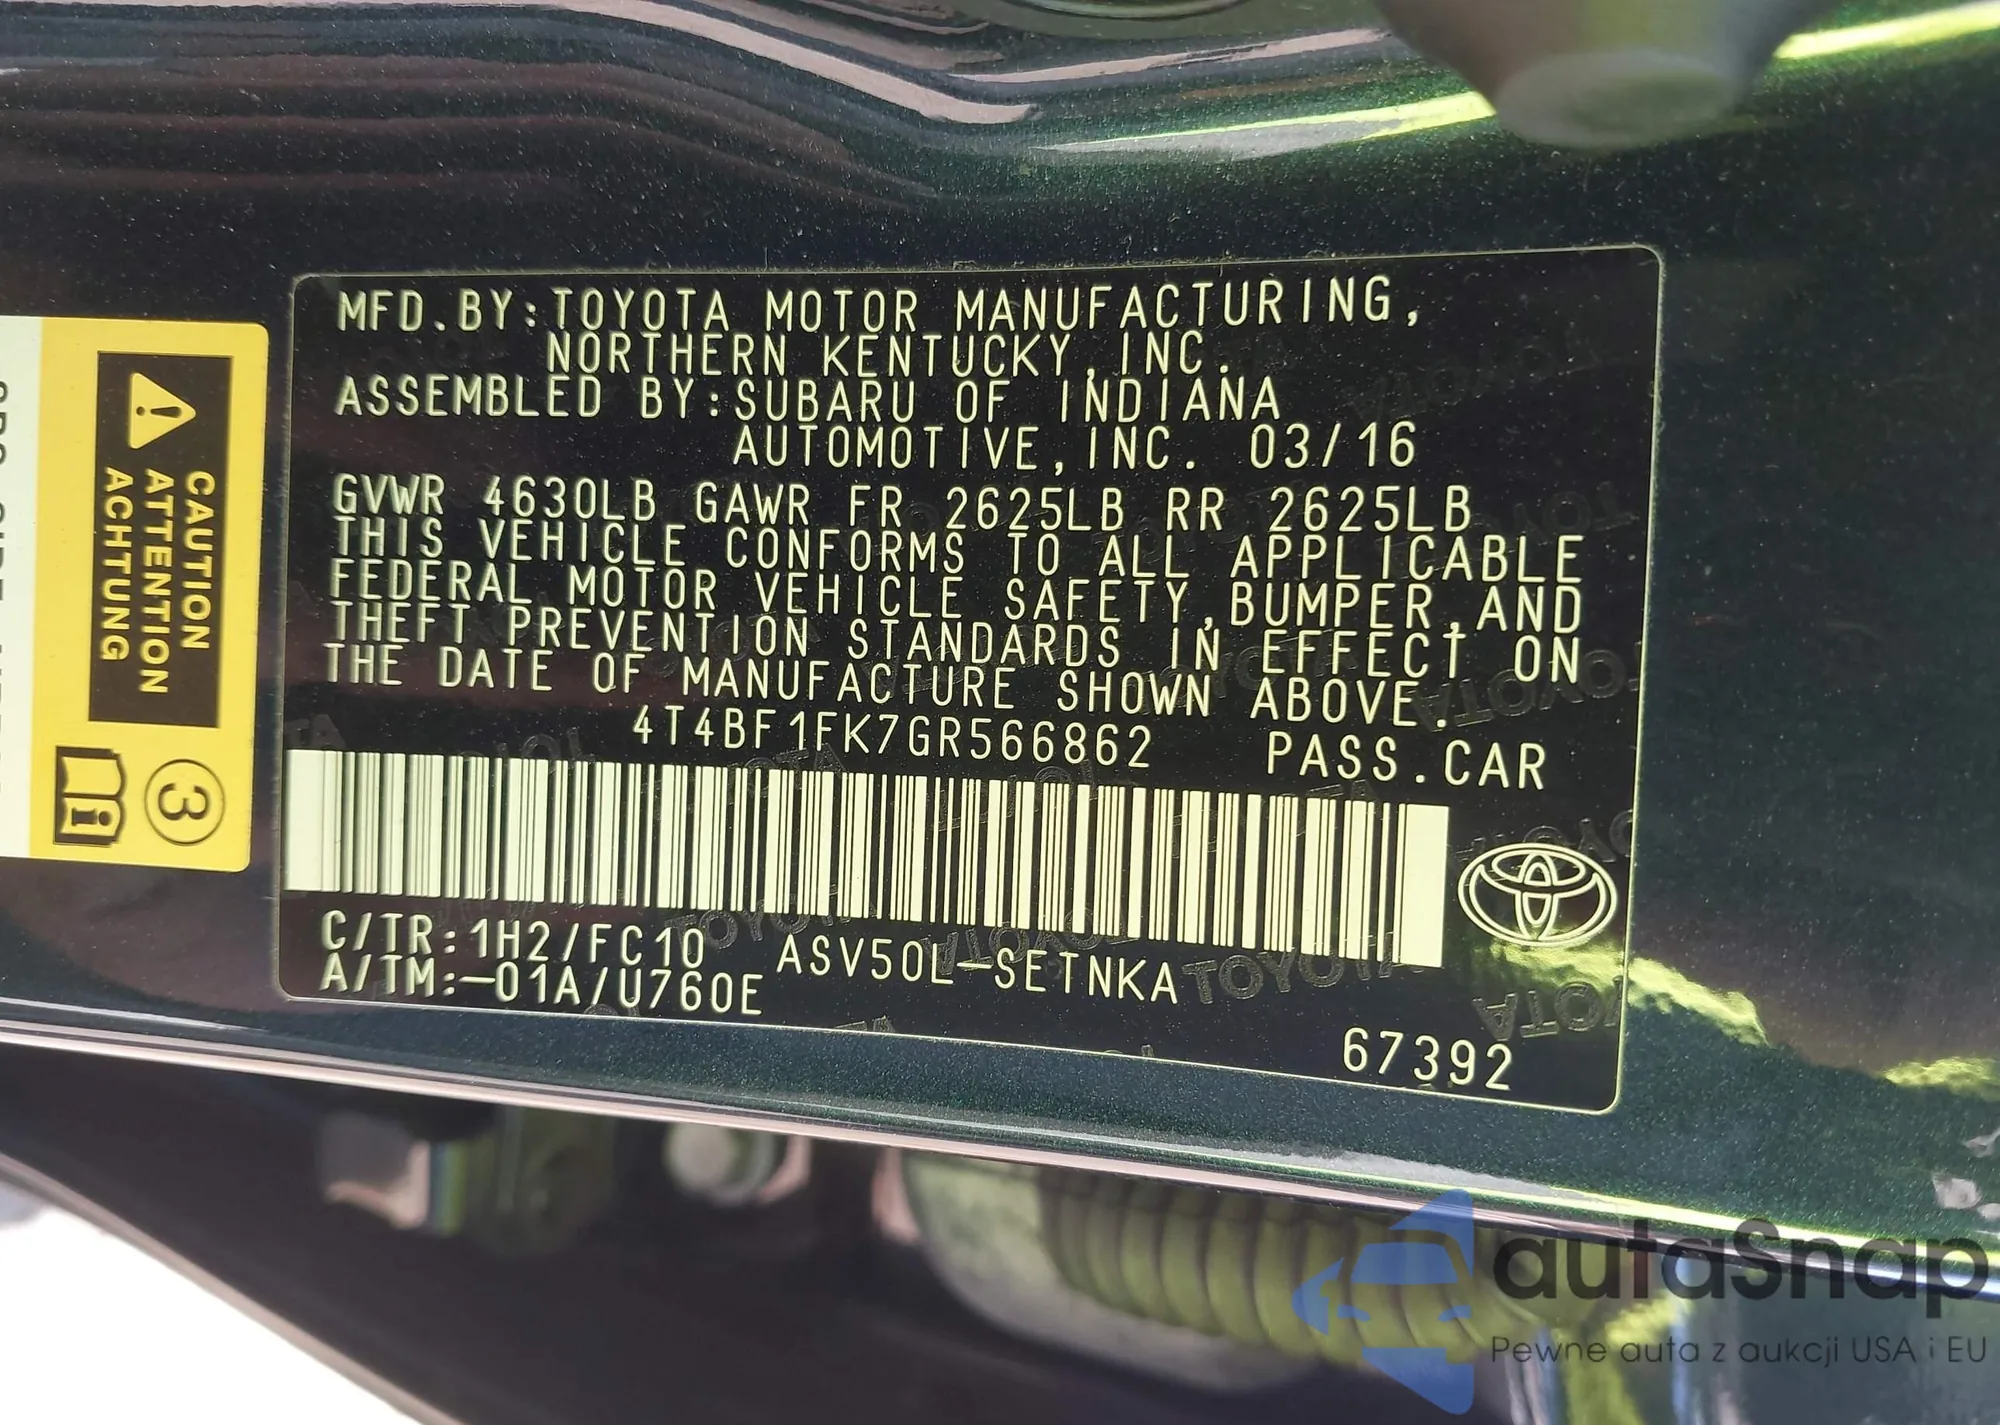 MFD.BY:TOYOTA MOTOR MANUFACTURING,
NORTHERN KENTUCKY,INC.
ASSEMBLED BY:SUBARU OF INDIANA
AUTOMOTIVE,INC. 03/16
GVWR 4630LB GAWR FR 2625LB RR 2625LB
THIS VEHICLE CONFORMS TO ALL APPLICABLE
FEDERAL MOTOR VEHICLE SAFETY,BUMPER,AND
THEFT PREVENTION STANDARDS IN EFFECT ON
THE DATE OF MANUFACTURE SHOWN ABOVE.
4T4BF1FK7GR566862 PASS.CAR
C/TR:1H2/FC10 ASV50L-SETNKA
A/TM:-01A/U760E
67392
CAUTION
ATTENTION
ACHTUNG
3
autaSnap
Pewne auta z aukcji USA i EU